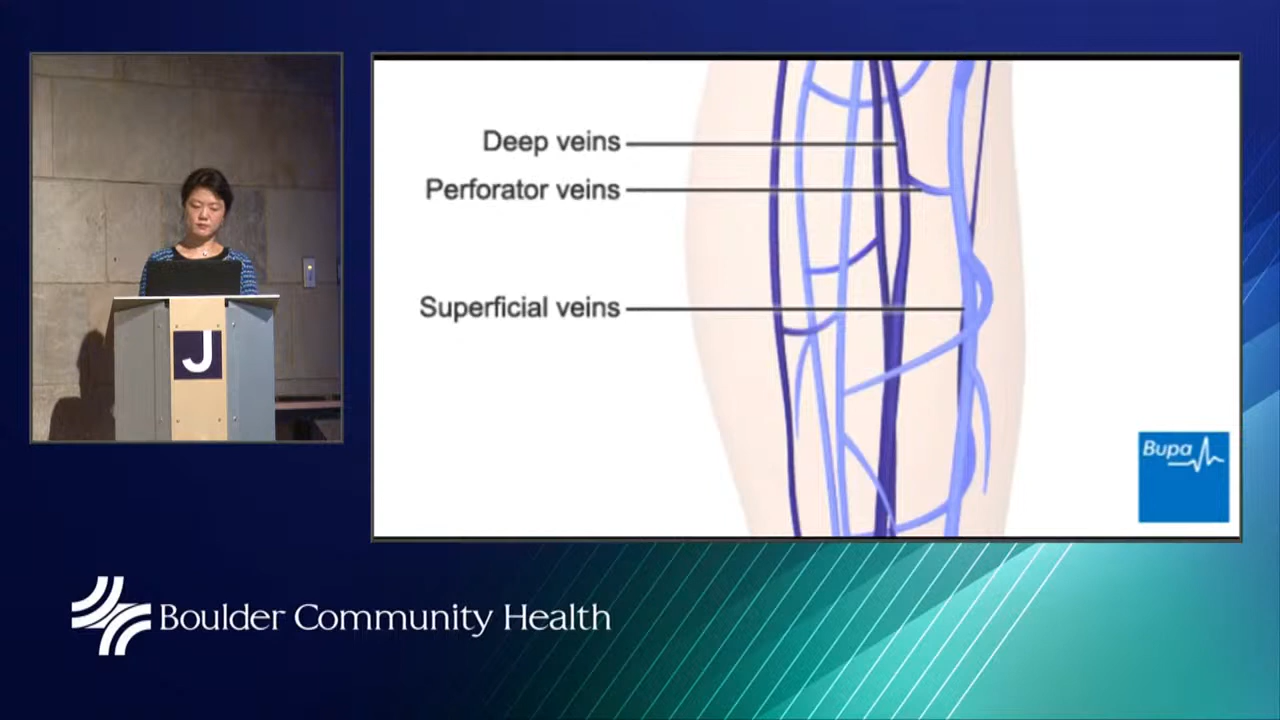 Deep veins
Perforator veins
Superficial veins
Bupa
J
Boulder Community Health